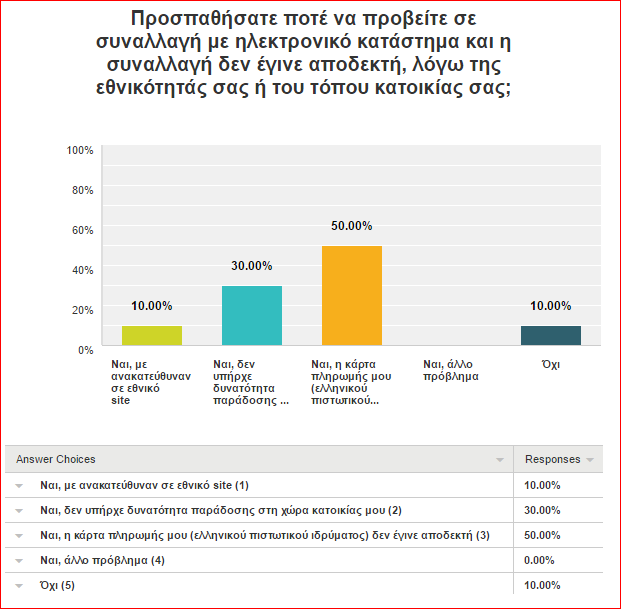 Προσπαθήσατε ποτέ να προβείτε σε
συναλλαγή με ηλεκτρονικό κατάστημα και η
συναλλαγή δεν έγινε αποδεκτή, λόγω της
εθνικότητάς σας ή του τόπου κατοικίας σας;
100%
80%
60%
40%
20%
0%
10.00%
30.00%
50.00%
10.00%
Ναι, με
ανακατεύθυναν
σε εθνικό
site
Ναι, δεν
υπήρχε
δυνατότητα
παράδοσης ...
Ναι, η κάρτα
πληρωμής μου
(ελληνικού
πιστωτικού...
Ναι, άλλο
πρόβλημα
Όχι
Answer Choices Responses
Ναι, με ανακατεύθυναν σε εθνικό site (1) 10.00%
Ναι, δεν υπήρχε δυνατότητα παράδοσης στη χώρα κατοικίας μου (2) 30.00%
Ναι, η κάρτα πληρωμής μου (ελληνικού πιστωτικού ιδρύματος) δεν έγινε αποδεκτή (3) 50.00%
Ναι, άλλο πρόβλημα (4) 0.00%
Όχι (5) 10.00%